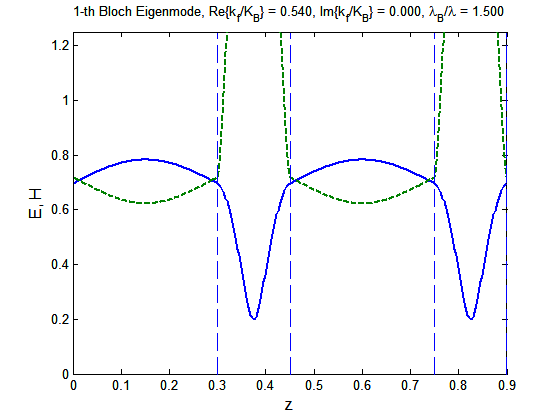 1-th Bloch Eigenmode, Re{k_f/K_B} = 0.540, Im{k_f/K_B} = 0.000, λ_B/λ = 1.500
E, H
1.2
1
0.8
0.6
0.4
0.2
0
0 0.1 0.2 0.3 0.4 0.5 0.6 0.7 0.8 0.9
z